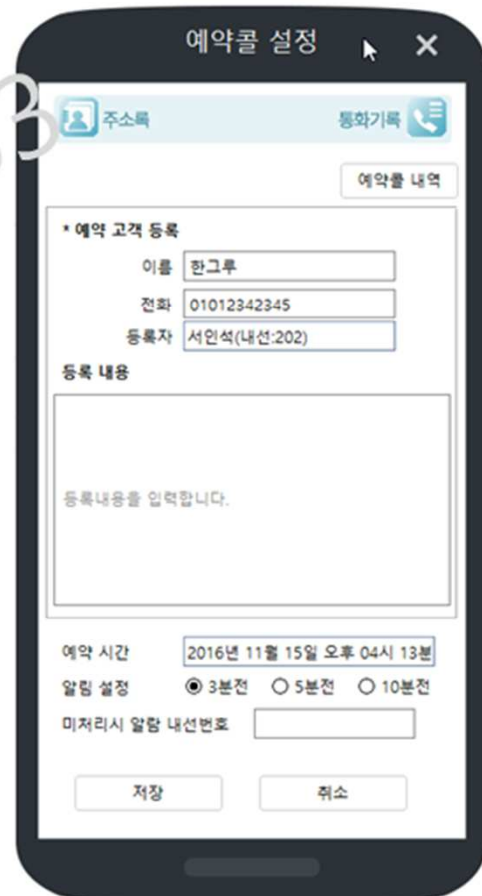 예약콜 설정
주소록 통화기록
예약콜 내역
* 예약 고객 등록
이름 한그루
전화 01012342345
등록자 서인석(내선:202)
등록 내용
등록내용을 입력합니다.
예약 시간 2016년 11월 15일 오후 04시 13분
알림 설정 3분전 5분전 10분전
미처리시 알람 내선번호
저장 취소